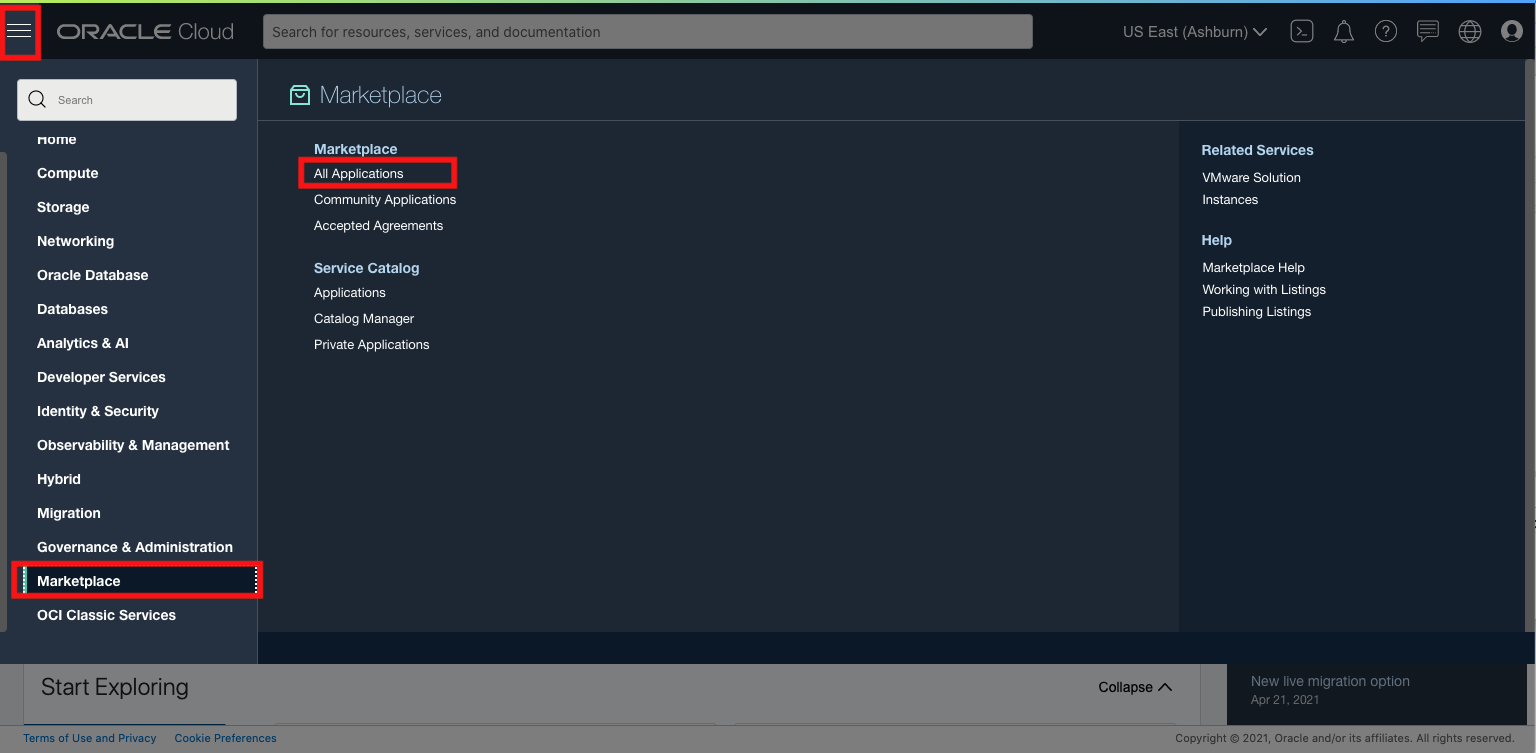 ORACLE Cloud
Search for resources, services, and documentation
US East (Ashburn)
Search
Home
Compute
Storage
Networking
Oracle Database
Databases
Analytics & AI
Developer Services
Identity & Security
Observability & Management
Hybrid
Migration
Governance & Administration
Marketplace
OCI Classic Services
Marketplace
Marketplace
All Applications
Community Applications
Accepted Agreements
Service Catalog
Applications
Catalog Manager
Private Applications
Related Services
VMware Solution
Instances
Help
Marketplace Help
Working with Listings
Publishing Listings
Start Exploring
Collapse
New live migration option
Apr 21, 2021
Terms of Use and Privacy
Cookie Preferences
Copyright © 2021, Oracle and/or its affiliates. All rights reserved.